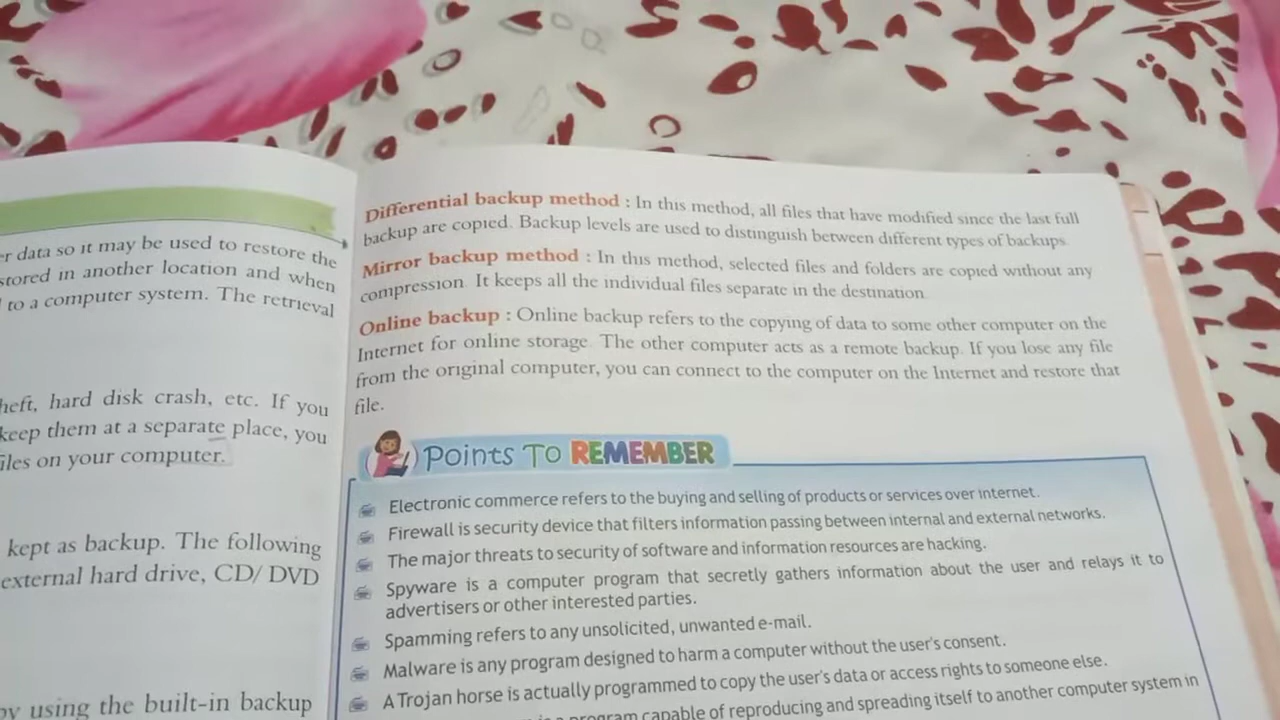 r data so it may be used to restore the
stored in another location and when
to a computer system. The retrieval
heft, hard disk crash, etc. If you
keep them at a separate place, you
iles on your computer.
kept as backup. The following
external hard drive, CD/ DVD
by using the built-in backup
Differential backup method : In this method, all files that have modified since the last full
backup are copied. Backup levels are used to distinguish between different types of backups.
Mirror backup method : In this method, selected files and folders are copied without any
compression. It keeps all the individual files separate in the destination.
Online backup : Online backup refers to the copying of data to some other computer on the
Internet for online storage. The other computer acts as a remote backup. If you lose any file
from the original computer, you can connect to the computer on the Internet and restore that
file.
Points To REMEMBER
Electronic commerce refers to the buying and selling of products or services over internet.
Firewall is security device that filters information passing between internal and external networks.
The major threats to security of software and information resources are hacking.
Spyware is a computer program that secretly gathers information about the user and relays it to
advertisers or other interested parties.
Spamming refers to any unsolicited, unwanted e-mail.
Malware is any program designed to harm a computer without the user's consent.
A Trojan horse is actually programmed to copy the user's data or access rights to someone else.
a program capable of reproducing and spreading itself to another computer system in